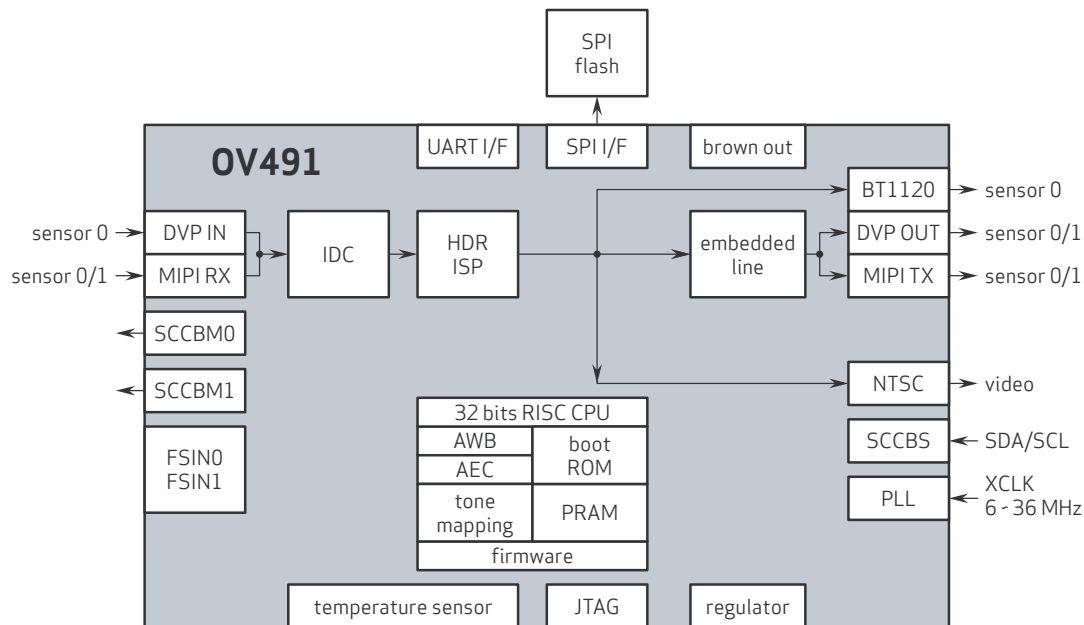 SPI
flash
UART I/F
SPI I/F
brown out
OV491
BT1120
sensor 0
sensor 0
DVP IN
IDC
HDR
ISP
embedded
line
DVP OUT
sensor 0/1
sensor 0/1
MIPI RX
MIPI TX
sensor 0/1
SCCBM0
SCCBM1
NTSC
video
32 bits RISC CPU
AWB
AEC
boot
ROM
tone
mapping
PRAM
firmware
FSIN0
FSIN1
SCCBS
SDA/SCL
PLL
XCLK
6 - 36 MHz
temperature sensor
JTAG
regulator